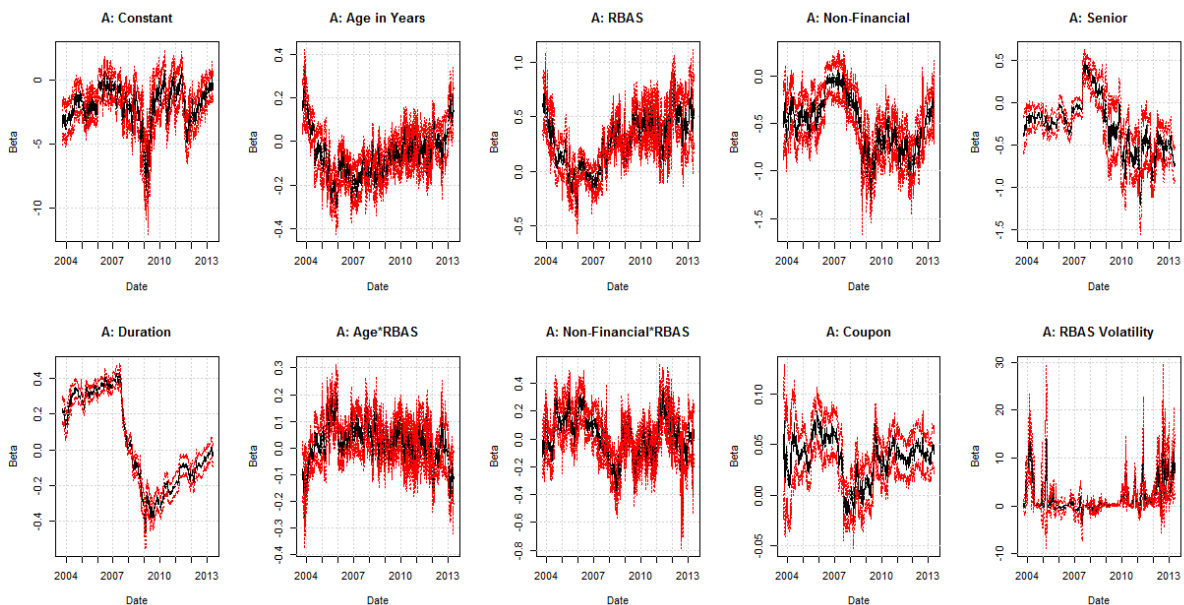 A: Constant
0
-5
-10
Beta
2004 2007 2010 2013
Date
A: Age in Years
0.4
0.2
0.0
-0.2
-0.4
Beta
2004 2007 2010 2013
Date
A: RBAS
1.0
0.5
0.0
-0.5
Beta
2004 2007 2010 2013
Date
A: Non-Financial
0.0
-0.5
-1.0
-1.5
Beta
2004 2007 2010 2013
Date
A: Senior
0.5
0.0
-0.5
-1.0
-1.5
Beta
2004 2007 2010 2013
Date
A: Duration
0.4
0.2
0.0
-0.2
-0.4
Beta
2004 2007 2010 2013
Date
A: Age*RBAS
0.3
0.2
0.1
0.0
-0.1
-0.2
-0.3
-0.4
Beta
2004 2007 2010 2013
Date
A: Non-Financial*RBAS
0.4
0.2
0.0
-0.2
-0.4
-0.6
-0.8
Beta
2004 2007 2010 2013
Date
A: Coupon
0.10
0.05
0.00
-0.05
Beta
2004 2007 2010 2013
Date
A: RBAS Volatility
30
20
10
0
-10
Beta
2004 2007 2010 2013
Date